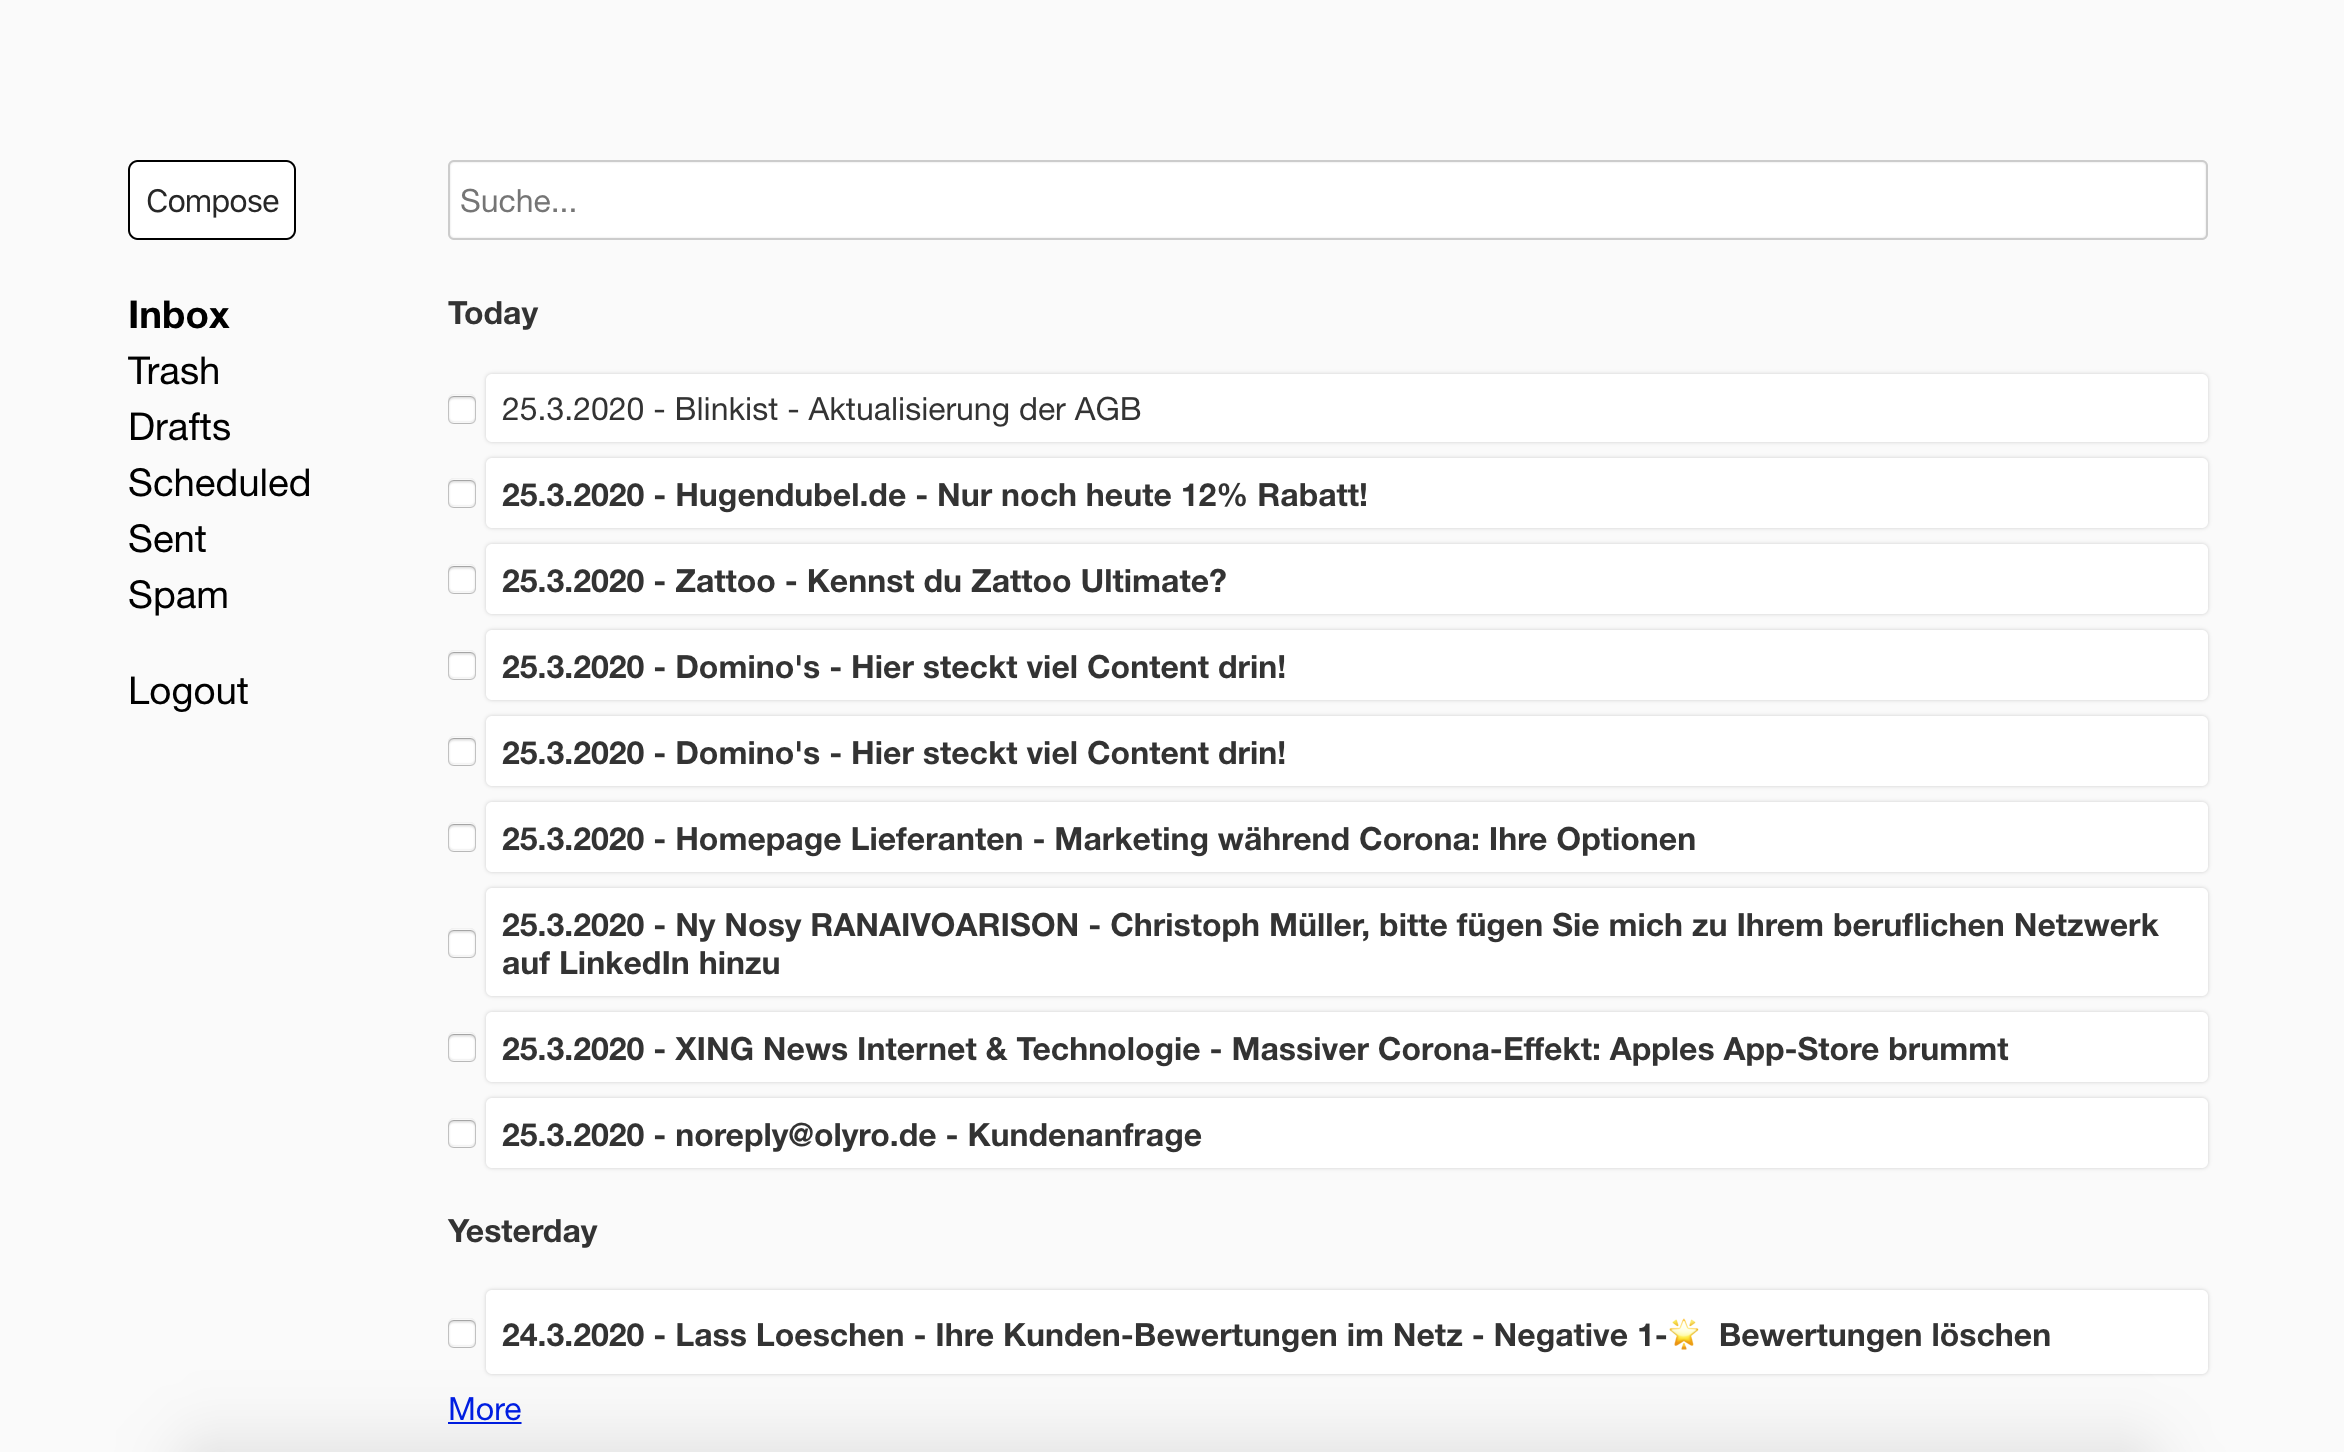 Compose
Suche...
Inbox
Trash
Drafts
Scheduled
Sent
Spam
Logout
Today
25.3.2020 - Blinkist - Aktualisierung der AGB
25.3.2020 - Hugendubel.de - Nur noch heute 12% Rabatt!
25.3.2020 - Zattoo - Kennst du Zattoo Ultimate?
25.3.2020 - Domino's - Hier steckt viel Content drin!
25.3.2020 - Domino's - Hier steckt viel Content drin!
25.3.2020 - Homepage Lieferanten - Marketing während Corona: Ihre Optionen
25.3.2020 - Ny Nosy RANAIVOARISON - Christoph Müller, bitte fügen Sie mich zu Ihrem beruflichen Netzwerk
auf LinkedIn hinzu
25.3.2020 - XING News Internet & Technologie - Massiver Corona-Effekt: Apples App-Store brummt
25.3.2020 - noreply@olyro.de - Kundenanfrage
Yesterday
24.3.2020 - Lass Loeschen - Ihre Kunden-Bewertungen im Netz - Negative 1-🌟 Bewertungen löschen
More